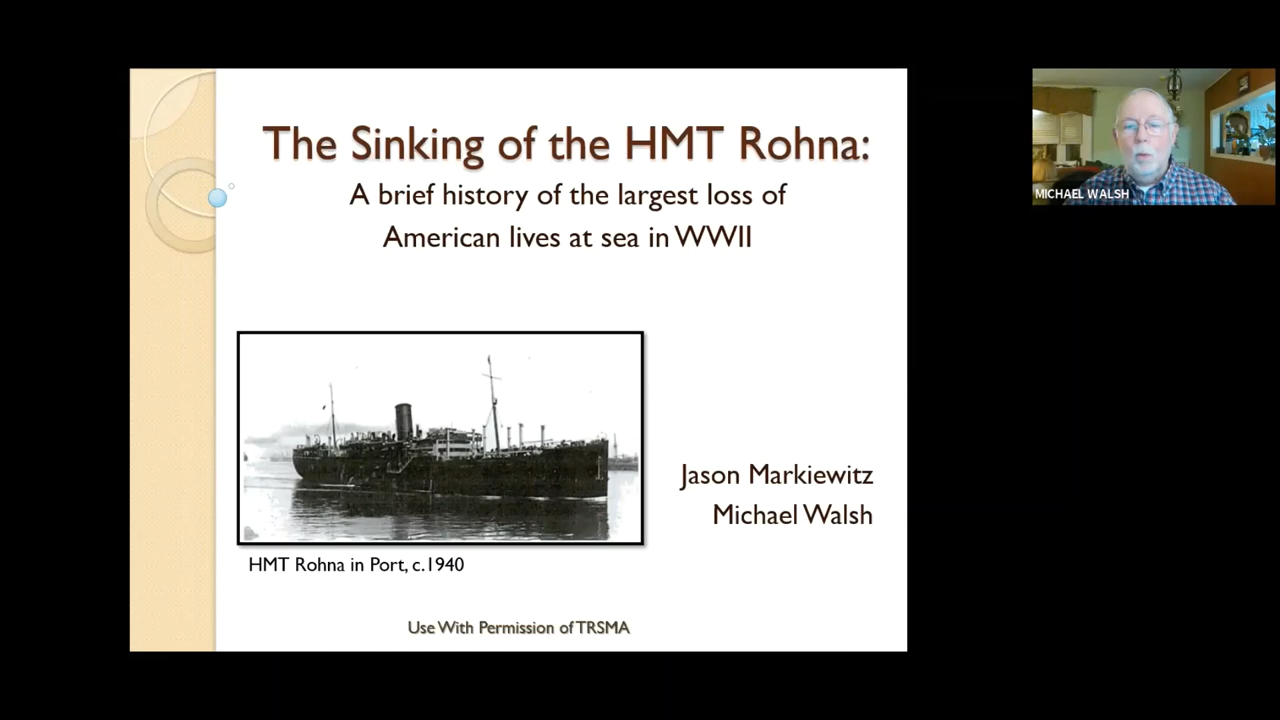 The Sinking of the HMT Rohna:
A brief history of the largest loss of
American lives at sea in WWII
Jason Markiewitz
Michael Walsh
HMT Rohna in Port, c.1940
Use With Permission of TRSMA
MICHAEL WALSH